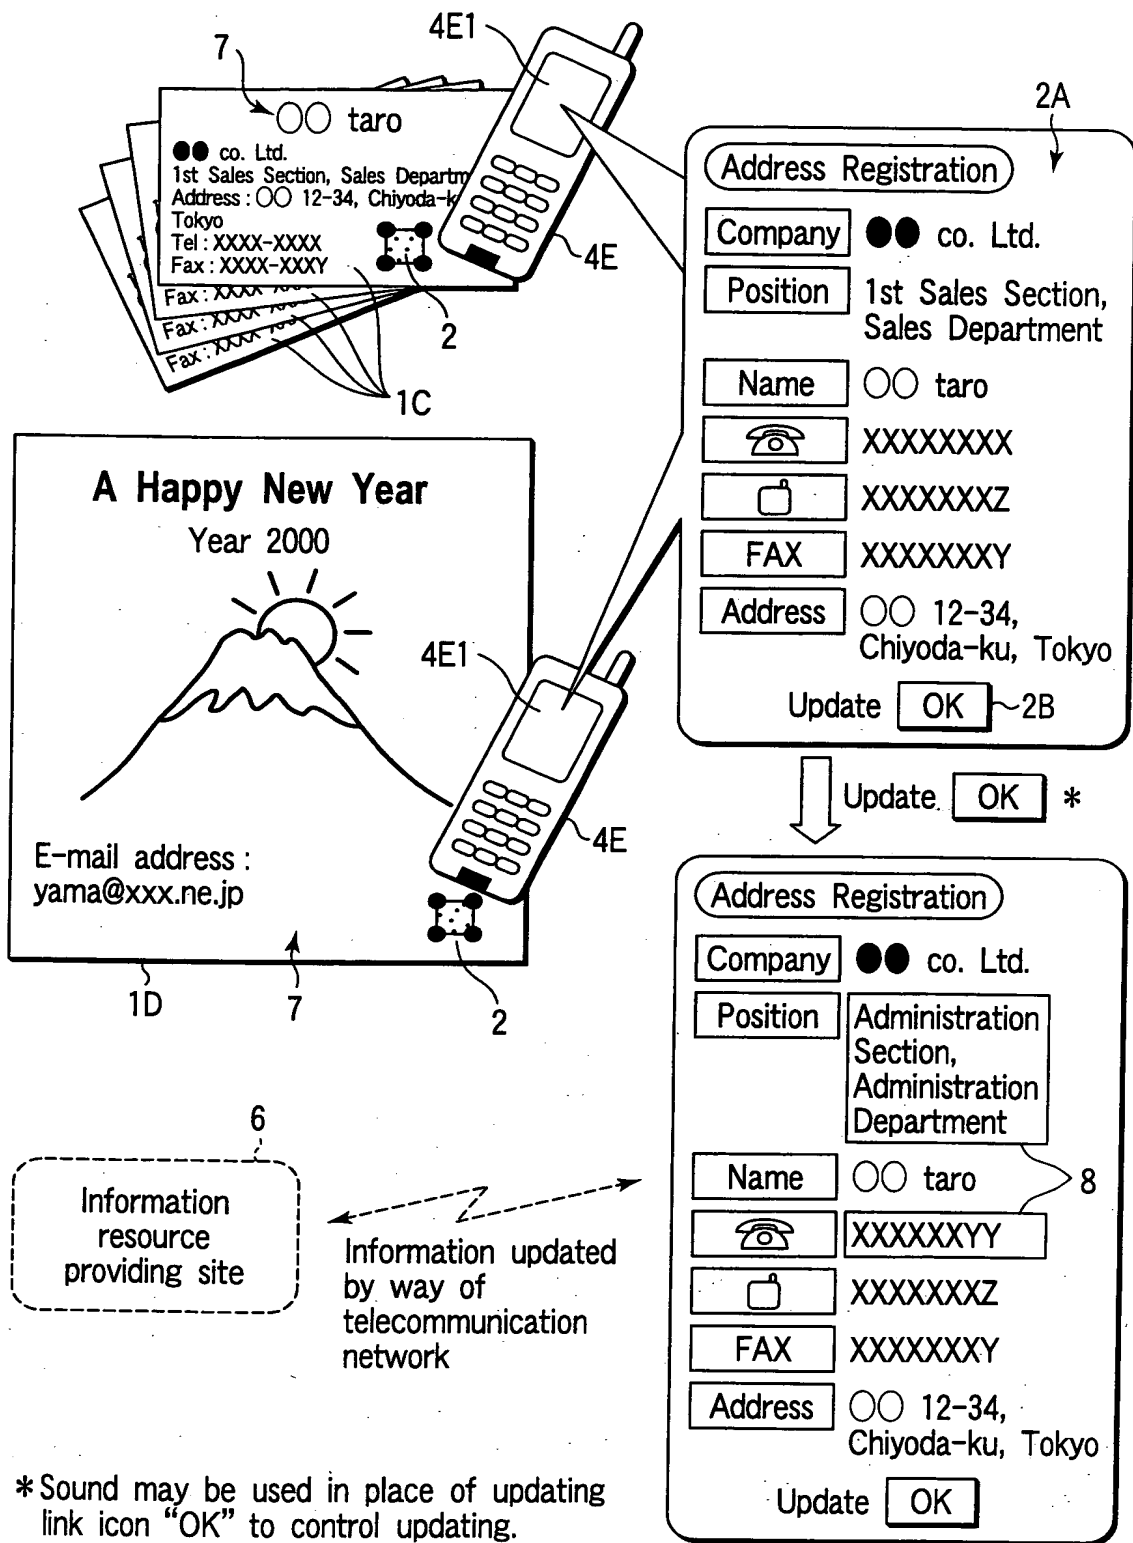 7
4E1
○○ taro
●● co. Ltd.
1st Sales Section, Sales Departm
Address : ○○ 12-34, Chiyoda-k
Tokyo
Tel : XXXX-XXXX
Fax : XXXX-XXXY
Fax : XXXX
Fax : XXXX
Fax : XXXX
4E
2
1C
A Happy New Year
Year 2000
E-mail address :
yama@xxx.ne.jp
4E1
4E
1D
7
2
2A
Address Registration
Company ●● co. Ltd.
Position 1st Sales Section,
Sales Department
Name ○○ taro
XXXXXXXX
XXXXXXXZ
FAX XXXXXXXY
Address ○○ 12-34,
Chiyoda-ku, Tokyo
Update OK 2B
Update OK *
Address Registration
Company ●● co. Ltd.
Position Administration
Section,
Administration
Department
8
Name ○○ taro
XXXXXXYY
XXXXXXXZ
FAX XXXXXXXY
Address ○○ 12-34,
Chiyoda-ku, Tokyo
Update OK
6
Information
resource
providing site
Information updated
by way of
telecommunication
network
* Sound may be used in place of updating
link icon “OK” to control updating.